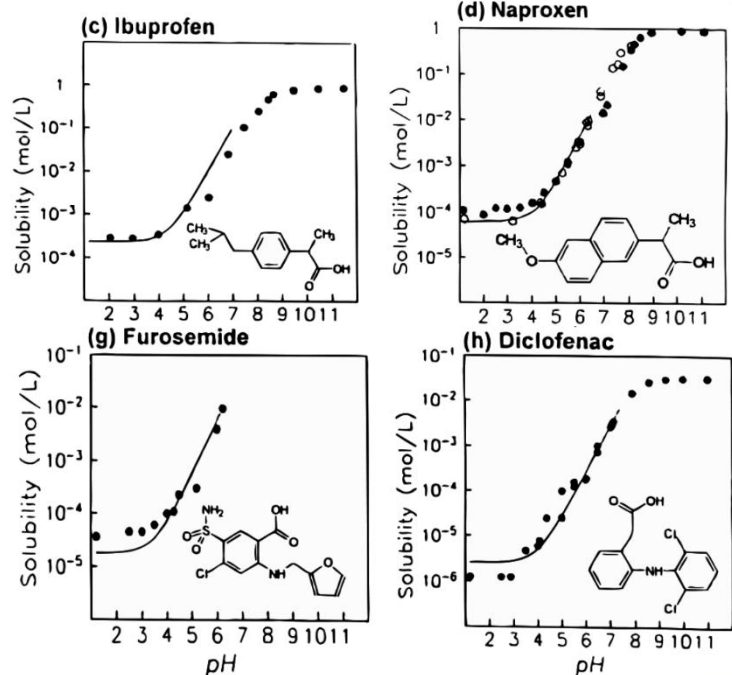 (c) Ibuprofen
Solubility (mol/L)
1
10⁻¹
10⁻²
10⁻³
10⁻⁴
2 3 4 5 6 7 8 9 10 11
CH₃
H₃C
CH₃
OH
O
(d) Naproxen
Solubility (mol/L)
1
10⁻¹
10⁻²
10⁻³
10⁻⁴
10⁻⁵
2 3 4 5 6 7 8 9 10 11
CH₃
CH₃
O
OH
O
(g) Furosemide
Solubility (mol/L)
10⁻¹
10⁻²
10⁻³
10⁻⁴
10⁻⁵
2 3 4 5 6 7 8 9 10 11
pH
NH₂
OH
O
S
O
O
Cl
NH
O
(h) Diclofenac
Solubility (mol/L)
10⁻¹
10⁻²
10⁻³
10⁻⁴
10⁻⁵
10⁻⁶
2 3 4 5 6 7 8 9 10 11
pH
OH
O
Cl
NH
Cl